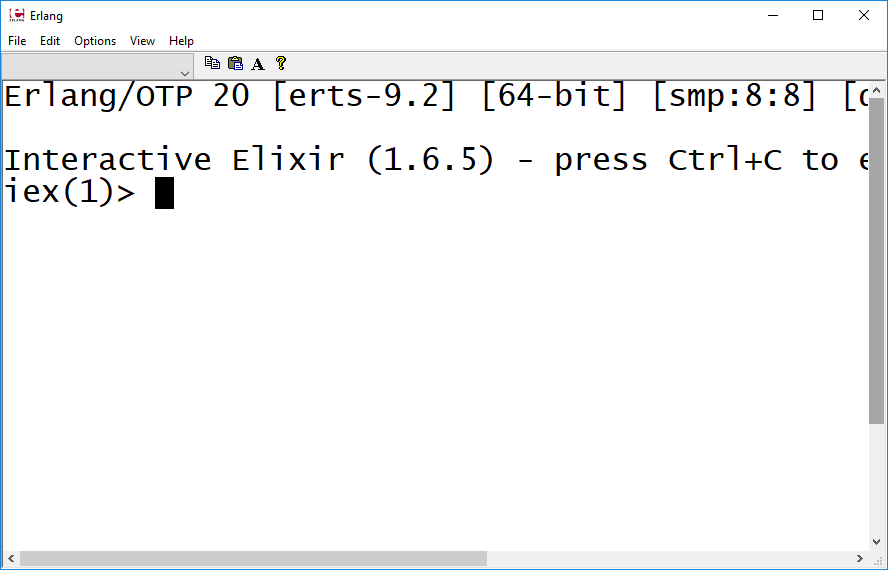 Erlang
File Edit Options View Help
Erlang/OTP 20 [erts-9.2] [64-bit] [smp:8:8] [
Interactive Elixir (1.6.5) - press Ctrl+C to
iex(1)>